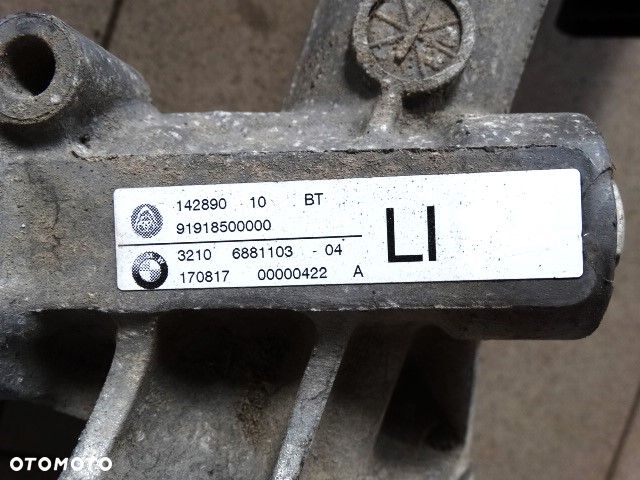 142890 10 BT
91918500000
3210 6881103 - 04
170817 00000422 A
LI
OTOMOTO